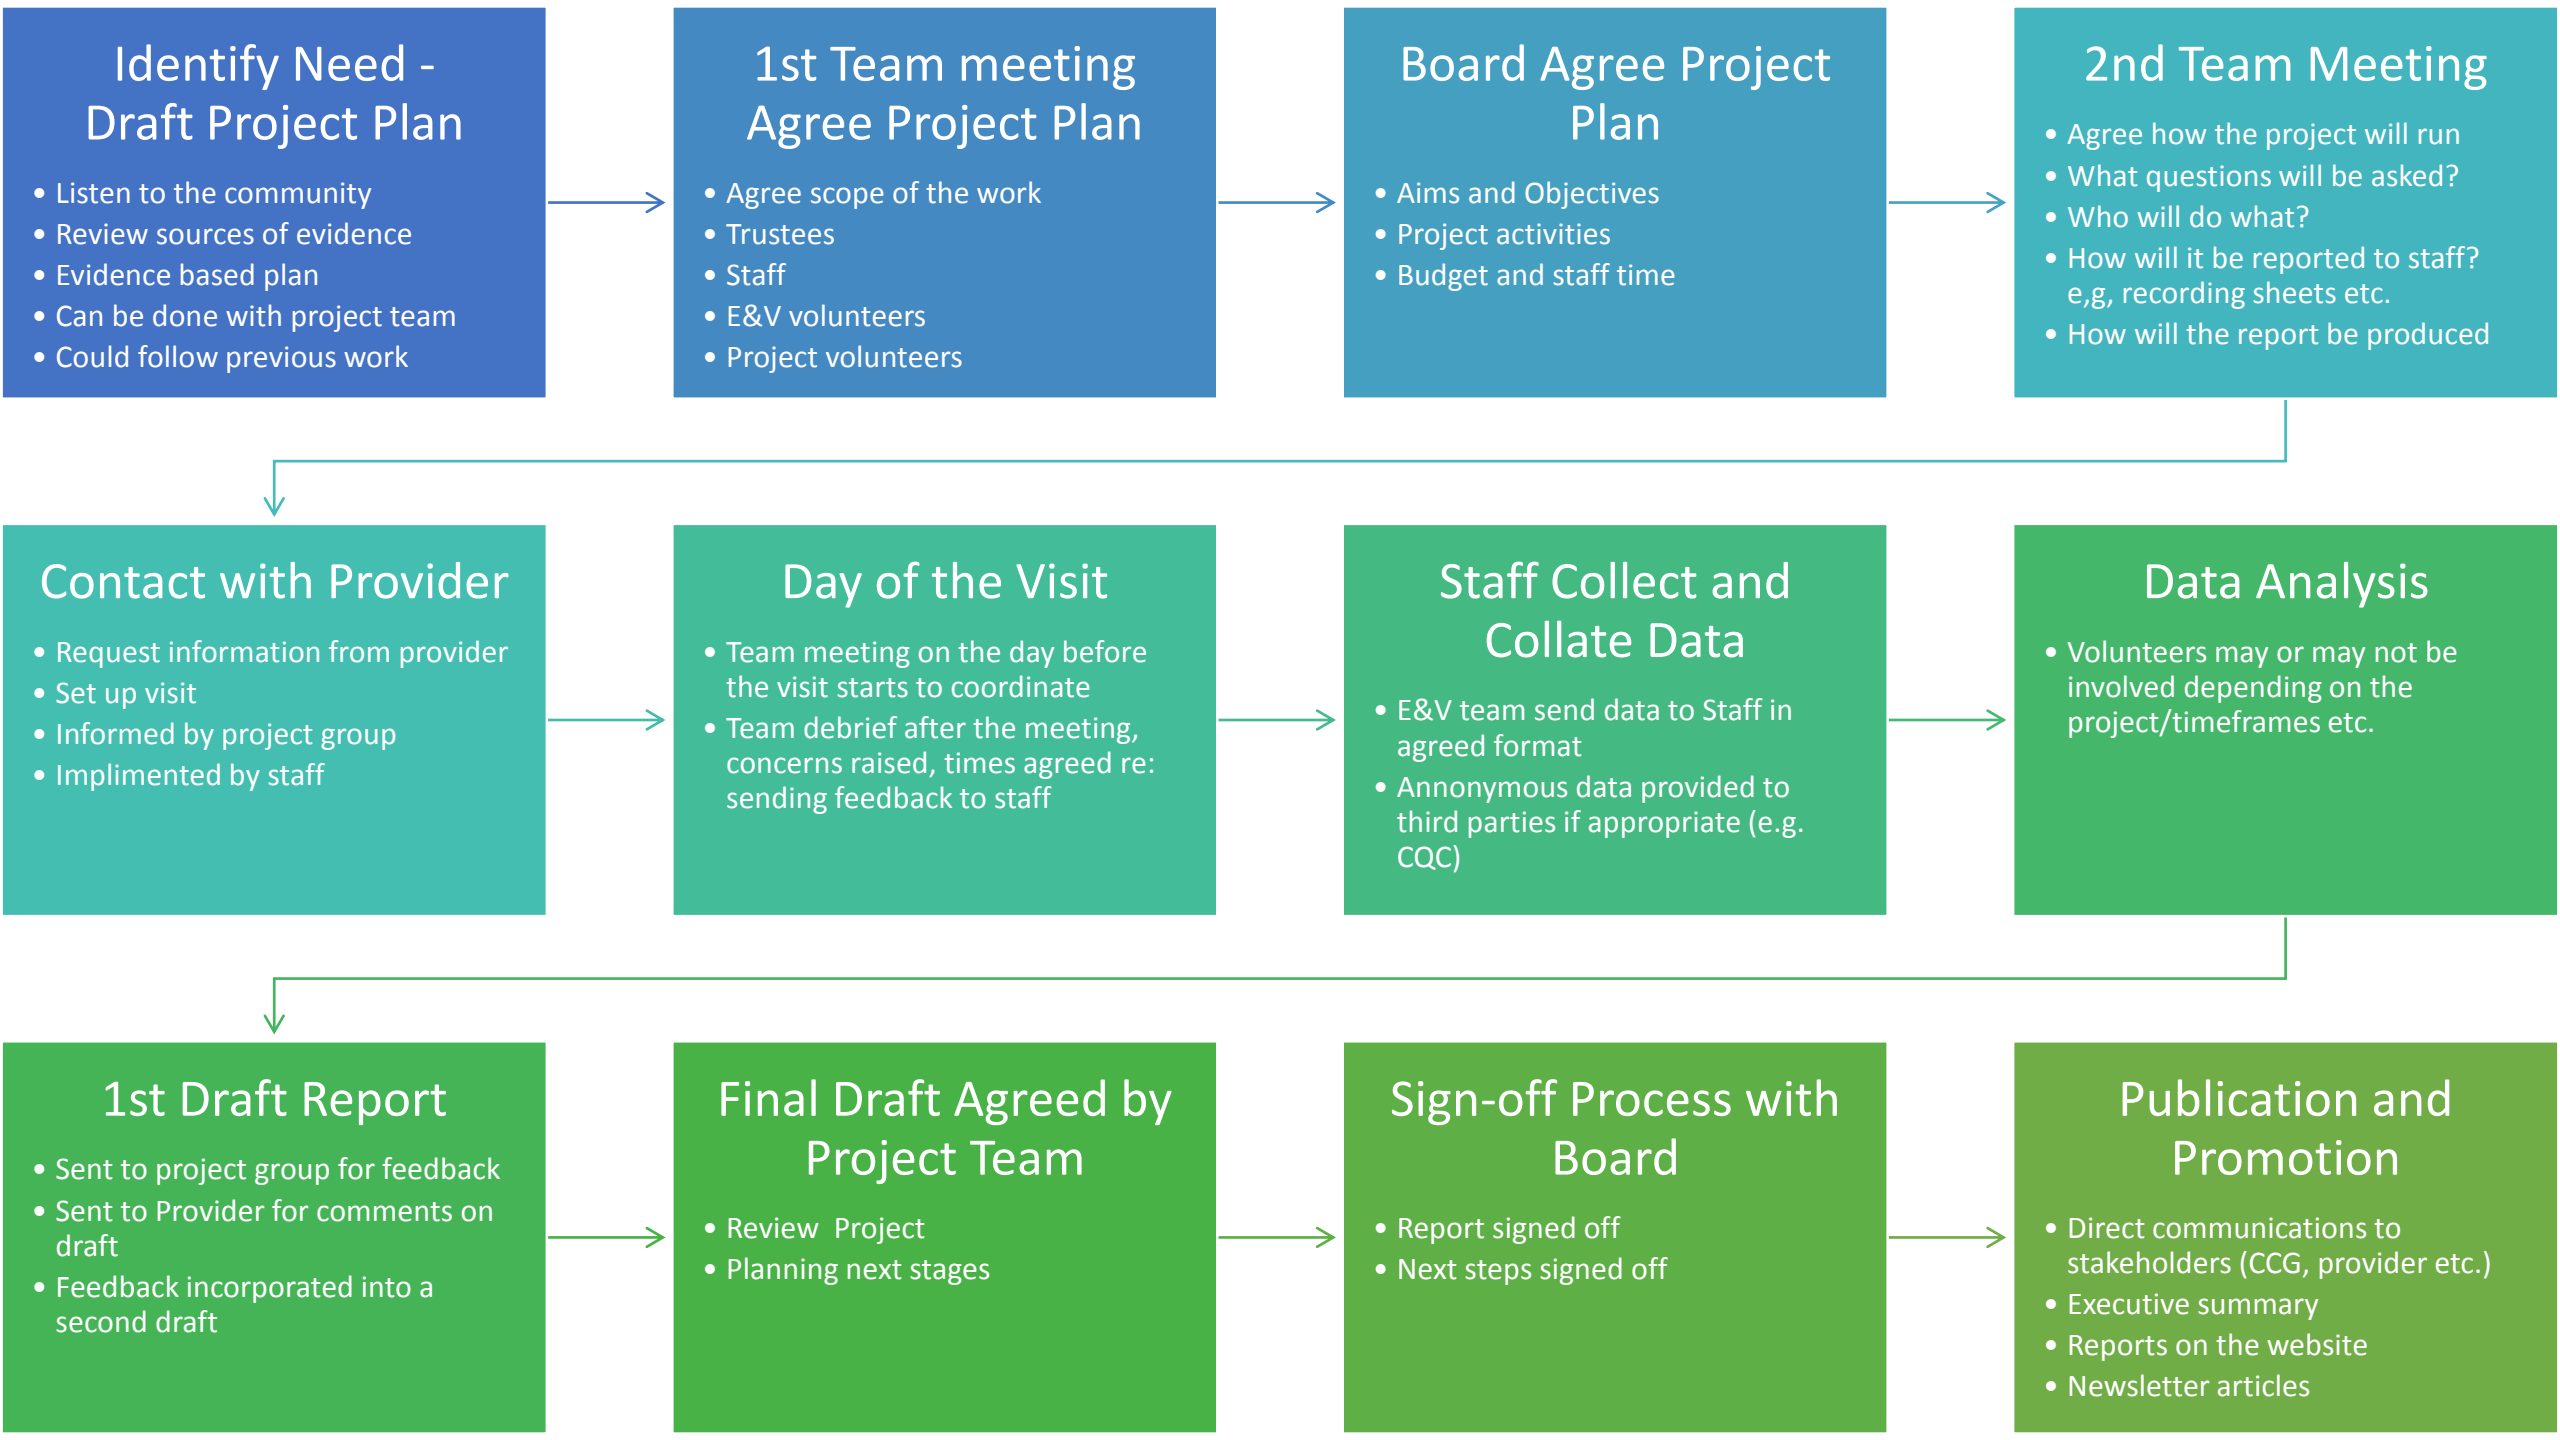 Identify Need -
Draft Project Plan
• Listen to the community
• Review sources of evidence
• Evidence based plan
• Can be done with project team
• Could follow previous work
1st Team meeting
Agree Project Plan
• Agree scope of the work
• Trustees
• Staff
• E&V volunteers
• Project volunteers
Board Agree Project
Plan
• Aims and Objectives
• Project activities
• Budget and staff time
2nd Team Meeting
• Agree how the project will run
• What questions will be asked?
• Who will do what?
• How will it be reported to staff?
e,g, recording sheets etc.
• How will the report be produced
Contact with Provider
• Request information from provider
• Set up visit
• Informed by project group
• Implimented by staff
Day of the Visit
• Team meeting on the day before
the visit starts to coordinate
• Team debrief after the meeting,
concerns raised, times agreed re:
sending feedback to staff
Staff Collect and
Collate Data
• E&V team send data to Staff in
agreed format
• Annonymous data provided to
third parties if appropriate (e.g.
CQC)
Data Analysis
• Volunteers may or may not be
involved depending on the
project/timeframes etc.
1st Draft Report
• Sent to project group for feedback
• Sent to Provider for comments on
draft
• Feedback incorporated into a
second draft
Final Draft Agreed by
Project Team
• Review  Project
• Planning next stages
Sign-off Process with
Board
• Report signed off
• Next steps signed off
Publication and
Promotion
• Direct communications to
stakeholders (CCG, provider etc.)
• Executive summary
• Reports on the website
• Newsletter articles